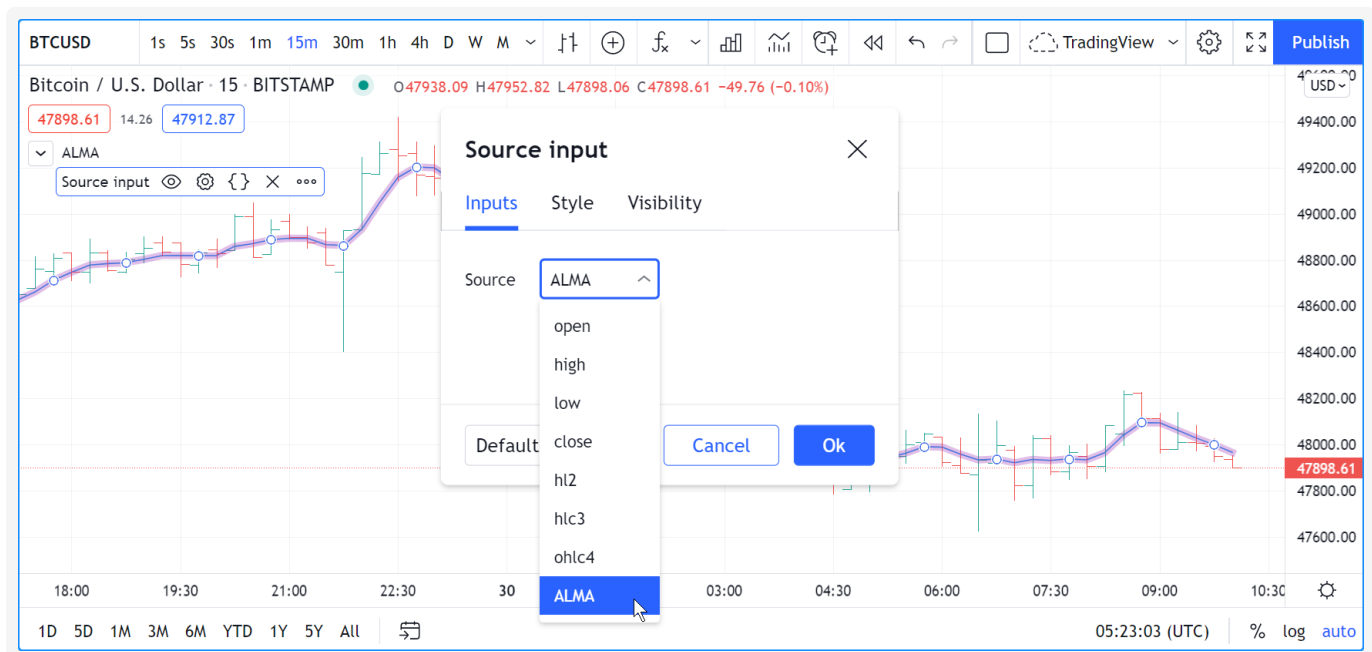 BTCUSD 1s 5s 30s 1m 15m 30m 1h 4h D W M fx TradingView Publish
Bitcoin / U.S. Dollar · 15 · BITSTAMP O47938.09 H47952.82 L47898.06 C47898.61 −49.76 (−0.10%)
USD
47898.61 14.26 47912.87
49400.00
ALMA
Source input
49200.00
Source input
Inputs Style Visibility
49000.00
48800.00
Source ALMA
48600.00
open
48400.00
high
low
48200.00
close
Default
Cancel Ok
48000.00
47898.61
hl2
47800.00
hlc3
47600.00
ohlc4
ALMA
18:00 19:30 21:00 22:30 30 03:00 04:30 06:00 07:30 09:00 10:30
1D 5D 1M 3M 6M YTD 1Y 5Y All 05:23:03 (UTC) % log auto